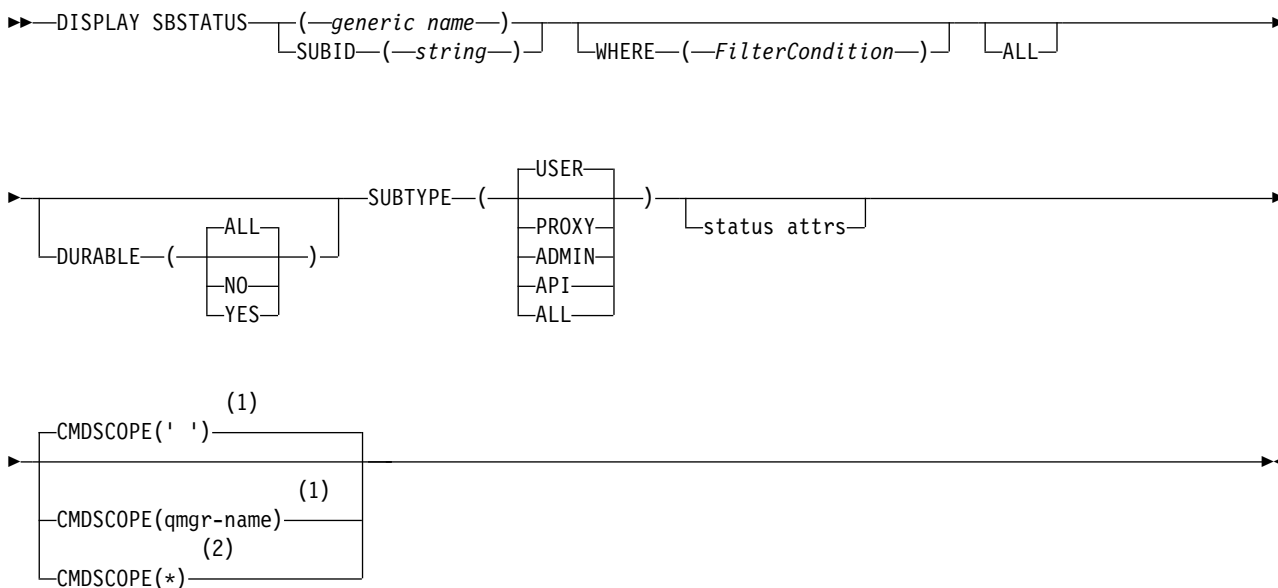 DISPLAY SBSTATUS ( generic name )
SUBID ( string ) WHERE ( FilterCondition ) ALL
USER
SUBTYPE ( )
ALL PROXY status attrs
DURABLE ( ) ADMIN
NO API
YES ALL
(1)
CMDSCOPE(' ')
(1)
CMDSCOPE(qmgr-name)
(2)
CMDSCOPE(*)